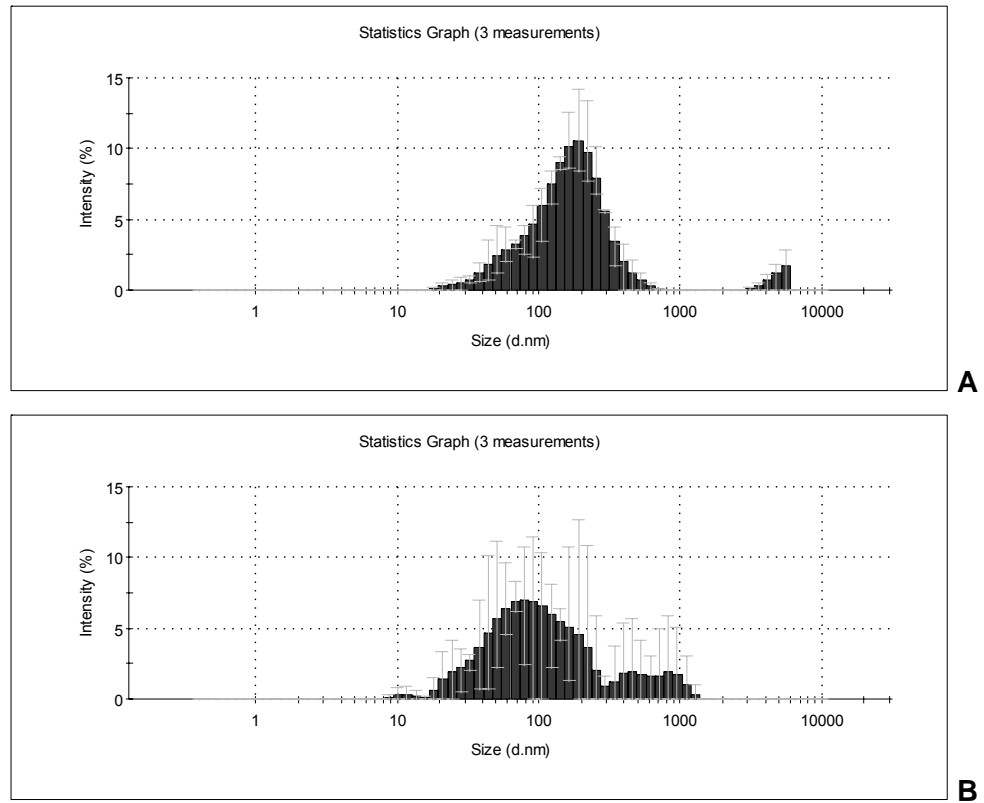 Statistics Graph (3 measurements)
15
10
5
0
Intensity (%)
1 10 100 1000 10000
Size (d.nm)
A
Statistics Graph (3 measurements)
15
10
5
0
Intensity (%)
1 10 100 1000 10000
Size (d.nm)
B